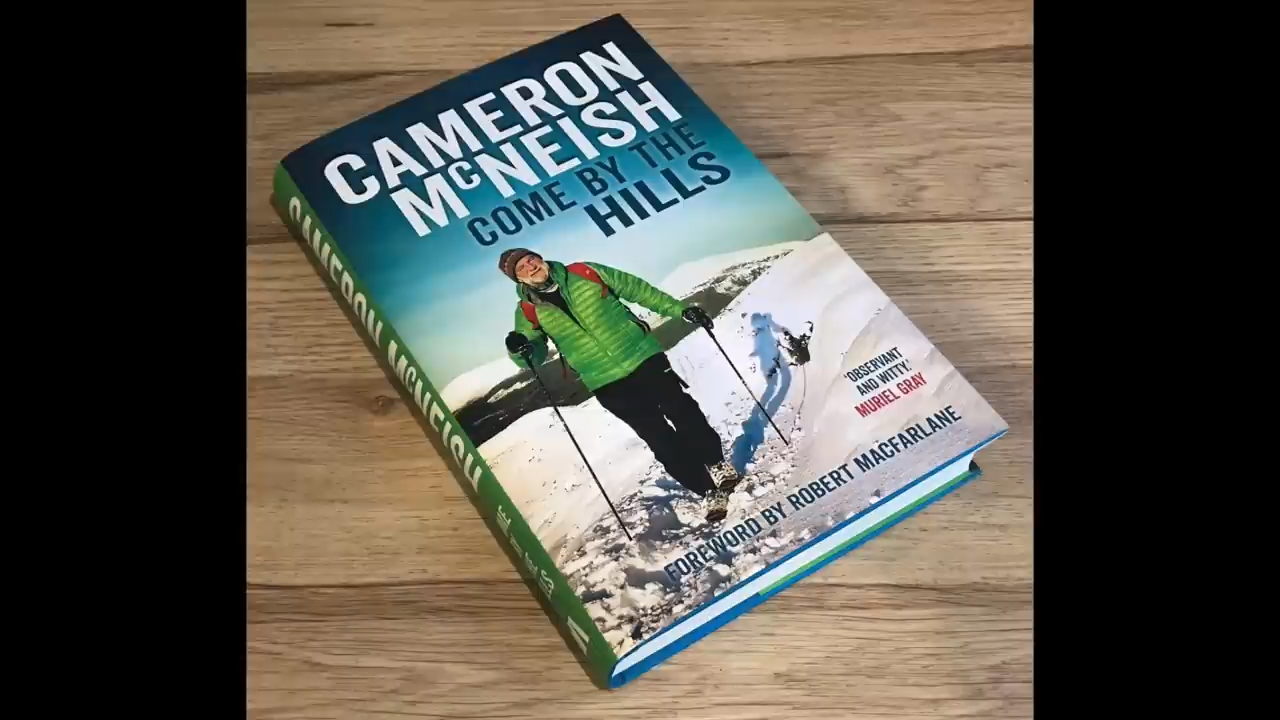 CAMERON
McNEISH
COME BY THE
HILLS
'OBSERVANT
AND WITTY.'
MURIEL GRAY
FOREWORD BY ROBERT MACFARLANE
CAMERON McNEISH